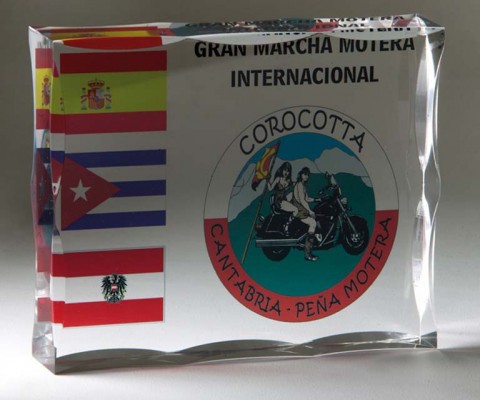 GRAN MARCHA MOTERA
INTERNACIONAL
COROCOTTA
CANTABRIA - PEÑA MOTERA